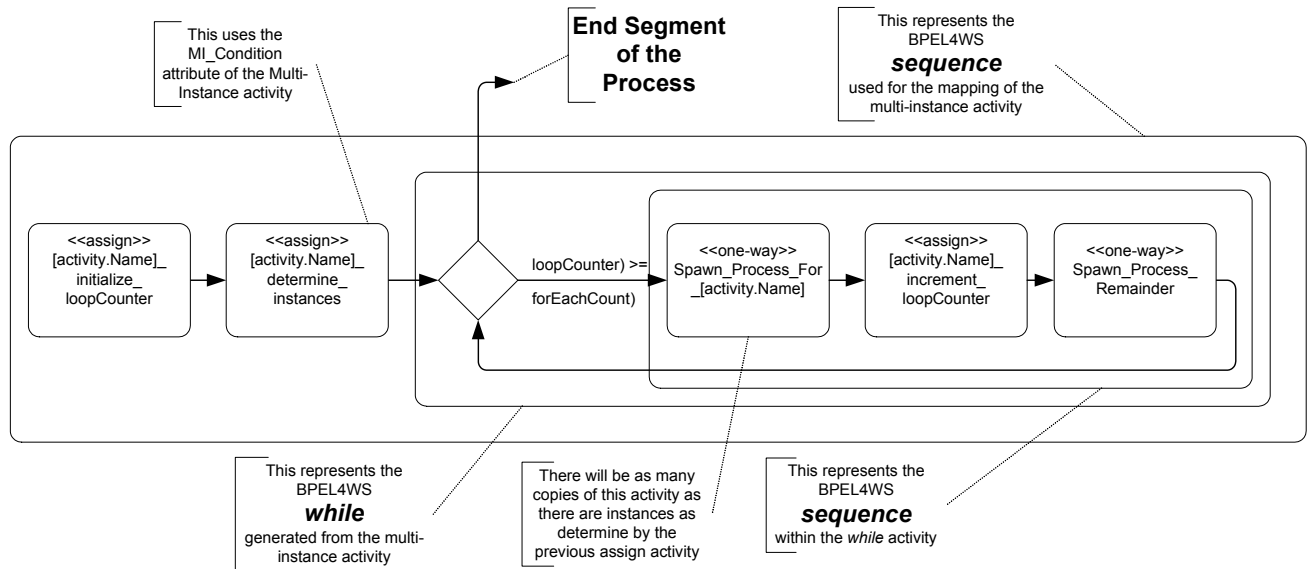 This uses the
MI_Condition
attribute of the Multi-
Instance activity
End Segment
of the
Process
This represents the
BPEL4WS
sequence
used for the mapping of the
multi-instance activity
<<assign>>
[activity.Name]_
initialize_
loopCounter
<<assign>>
[activity.Name]_
determine_
instances
loopCounter) >=
forEachCount)
<<one-way>>
Spawn_Process_For
_[activity.Name]
<<assign>>
[activity.Name]_
increment_
loopCounter
<<one-way>>
Spawn_Process_
Remainder
This represents the
BPEL4WS
while
generated from the multi-
instance activity
There will be as many
copies of this activity as
there are instances as
determine by the
previous assign activity
This represents the
BPEL4WS
sequence
within the while activity